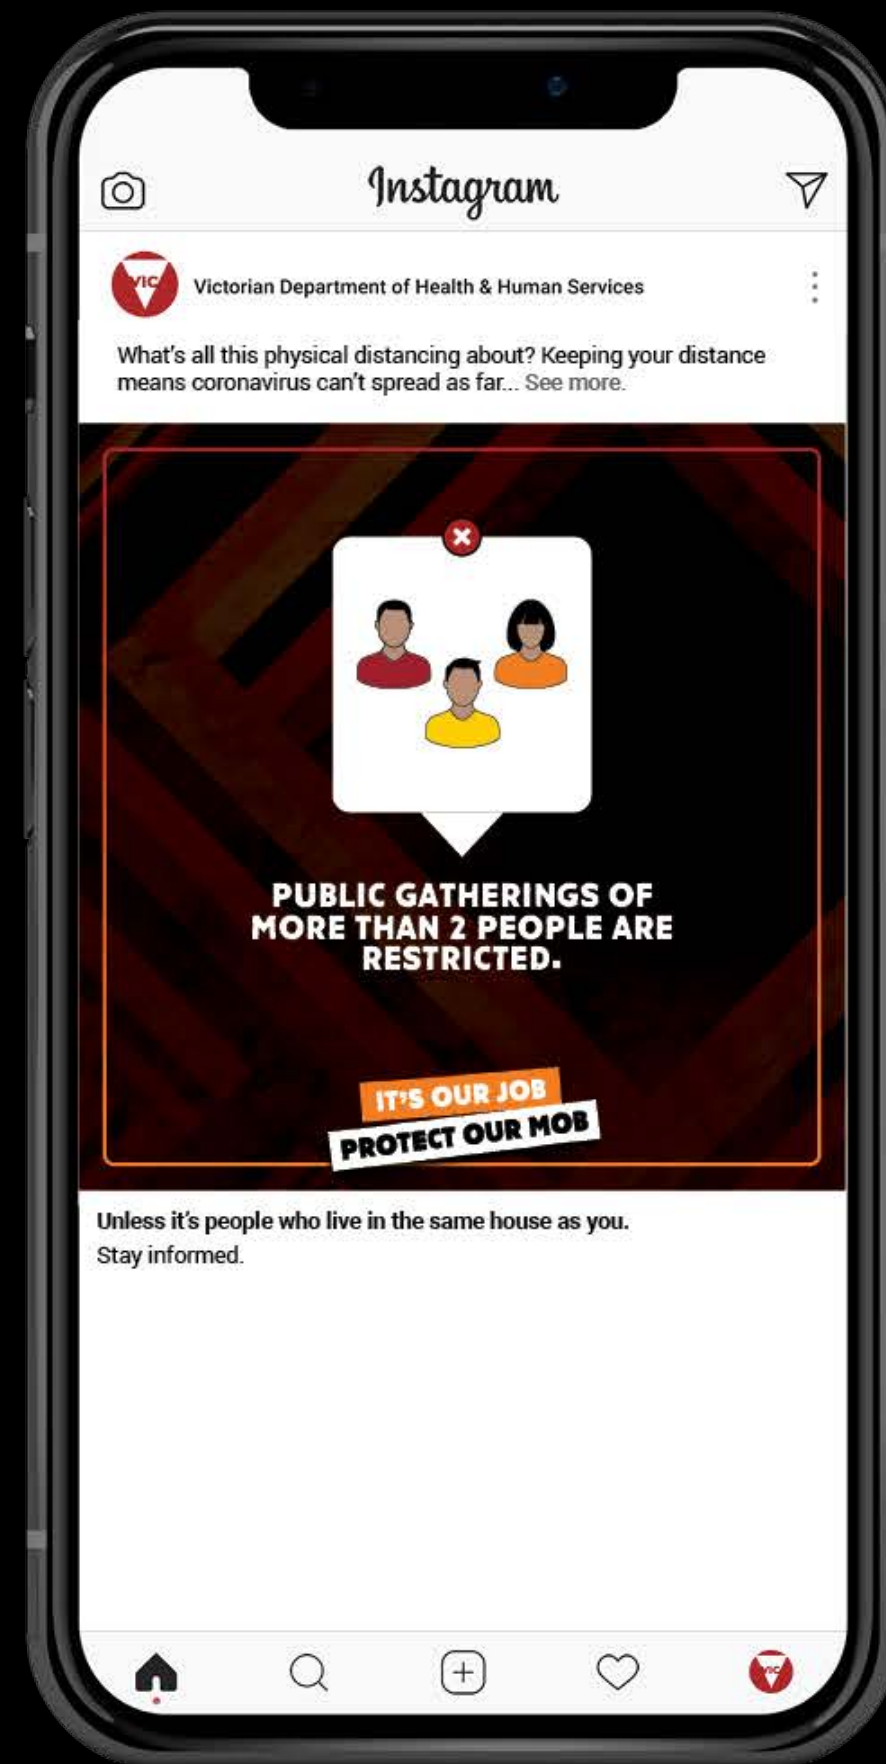 Instagram
VIC
Victorian Department of Health & Human Services
What's all this physical distancing about? Keeping your distance
means coronavirus can't spread as far... See more.
PUBLIC GATHERINGS OF
MORE THAN 2 PEOPLE ARE
RESTRICTED.
IT'S OUR JOB
PROTECT OUR MOB
Unless it's people who live in the same house as you.
Stay informed.
VIC